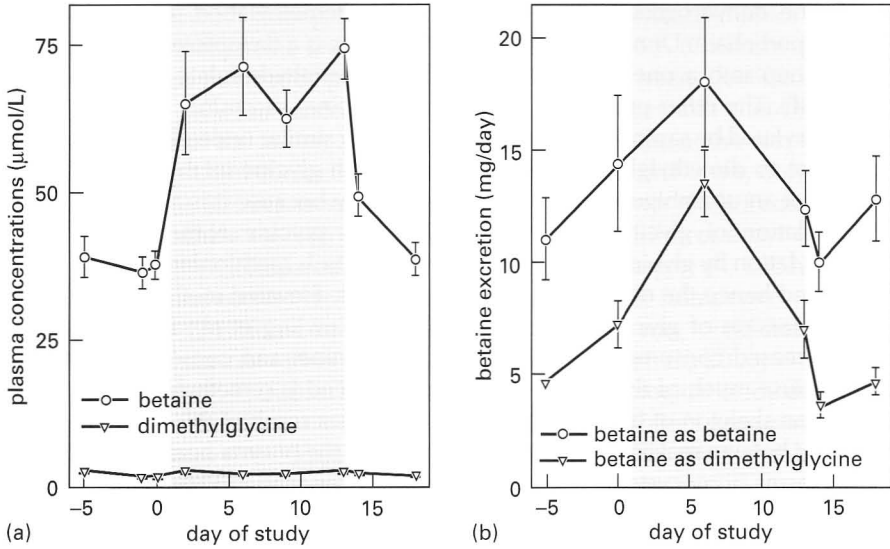 75
50
25
0
plasma concentrations (μmol/L)
betaine
dimethylglycine
−5
0
5
10
15
(a)
day of study
20
15
10
5
0
betaine excretion (mg/day)
betaine as betaine
betaine as dimethylglycine
−5
0
5
10
15
(b)
day of study